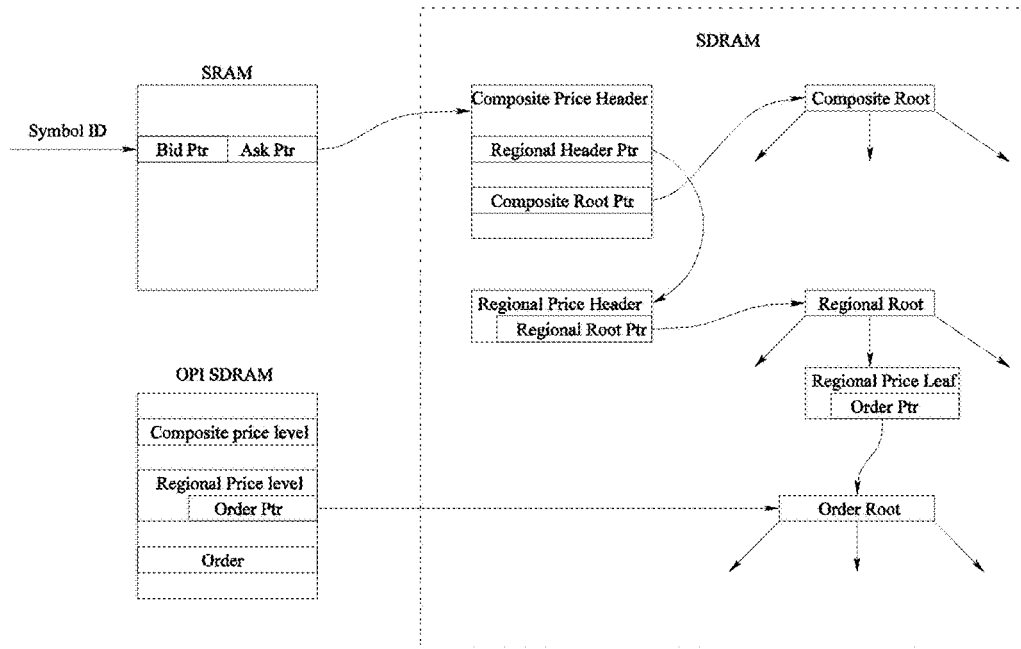 SDRAM
SRAM
Symbol ID
Bid Ptr
Ask Ptr
Composite Price Header
Regional Header Ptr
Composite Root Ptr
Composite Root
Regional Price Header
Regional Root Ptr
Regional Root
Regional Price Leaf
Order Ptr
OPI SDRAM
Composite price level
Regional Price level
Order Ptr
Order
Order Root